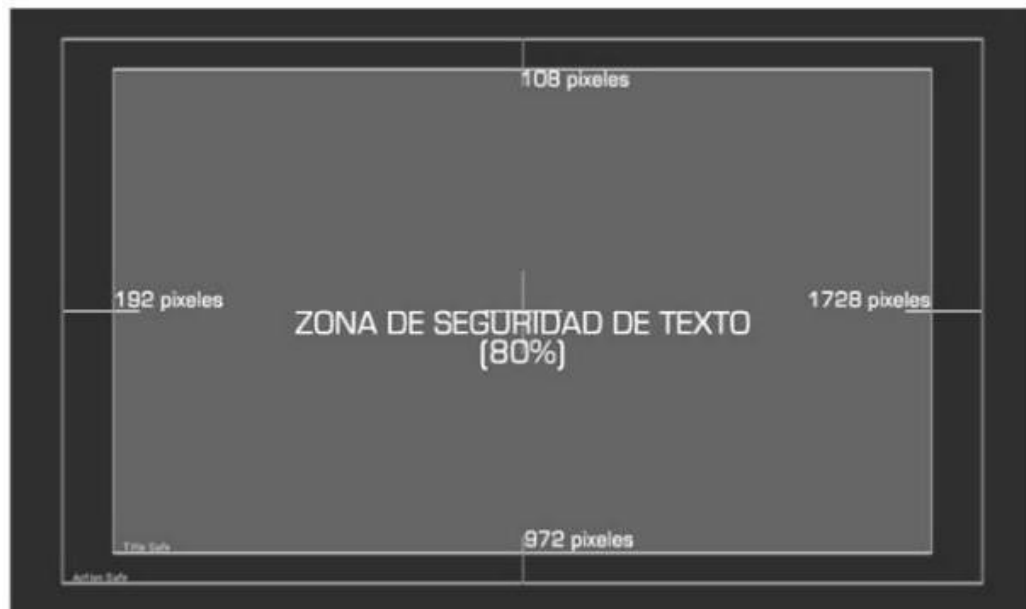 108 pixeles
192 pixeles
1728 pixeles
ZONA DE SEGURIDAD DE TEXTO
(80%)
972 pixeles
Title Safe
Action Safe